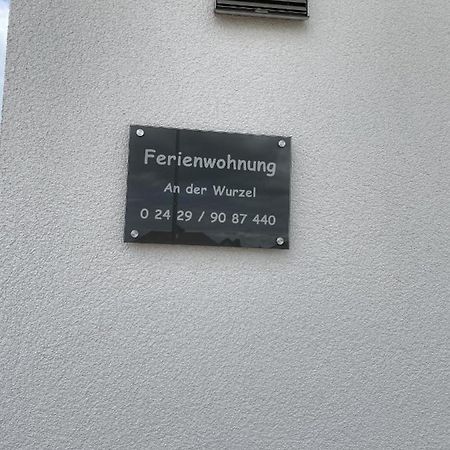 Ferienwohnung
An der Wurzel
0 24 29 / 90 87 440